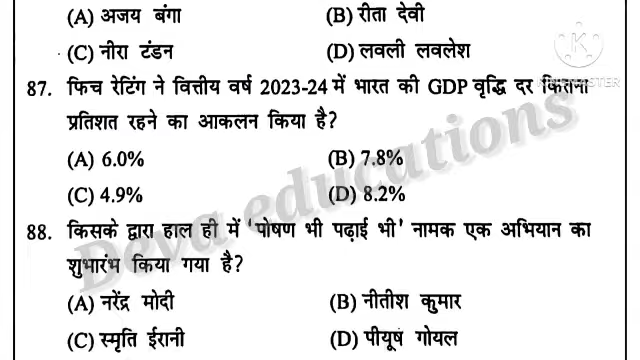 (A) अजय बंगा (B) रीता देवी
(C) नीरा टंडन (D) लवली लवलेश
87. फिच रेटिंग ने वित्तीय वर्ष 2023-24 में भारत की GDP वृद्धि दर कितना
प्रतिशत रहने का आकलन किया है?
(A) 6.0% (B) 7.8%
(C) 4.9% (D) 8.2%
88. किसके द्वारा हाल ही में 'पोषण भी पढ़ाई भी' नामक एक अभियान का
शुभारंभ किया गया है?
(A) नरेंद्र मोदी (B) नीतीश कुमार
(C) स्मृति ईरानी (D) पीयूष गोयल
Deva educations
KINEMASTER